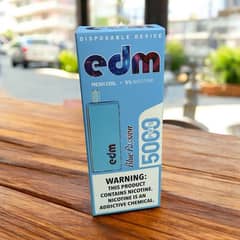 DISPOSABLE DEVICE
edm
MESH COIL • 5% NICOTINE
edm
Blue Passion
5000
WARNING:
THIS PRODUCT
CONTAINS NICOTINE.
NICOTINE IS AN
ADDICTIVE CHEMICAL.